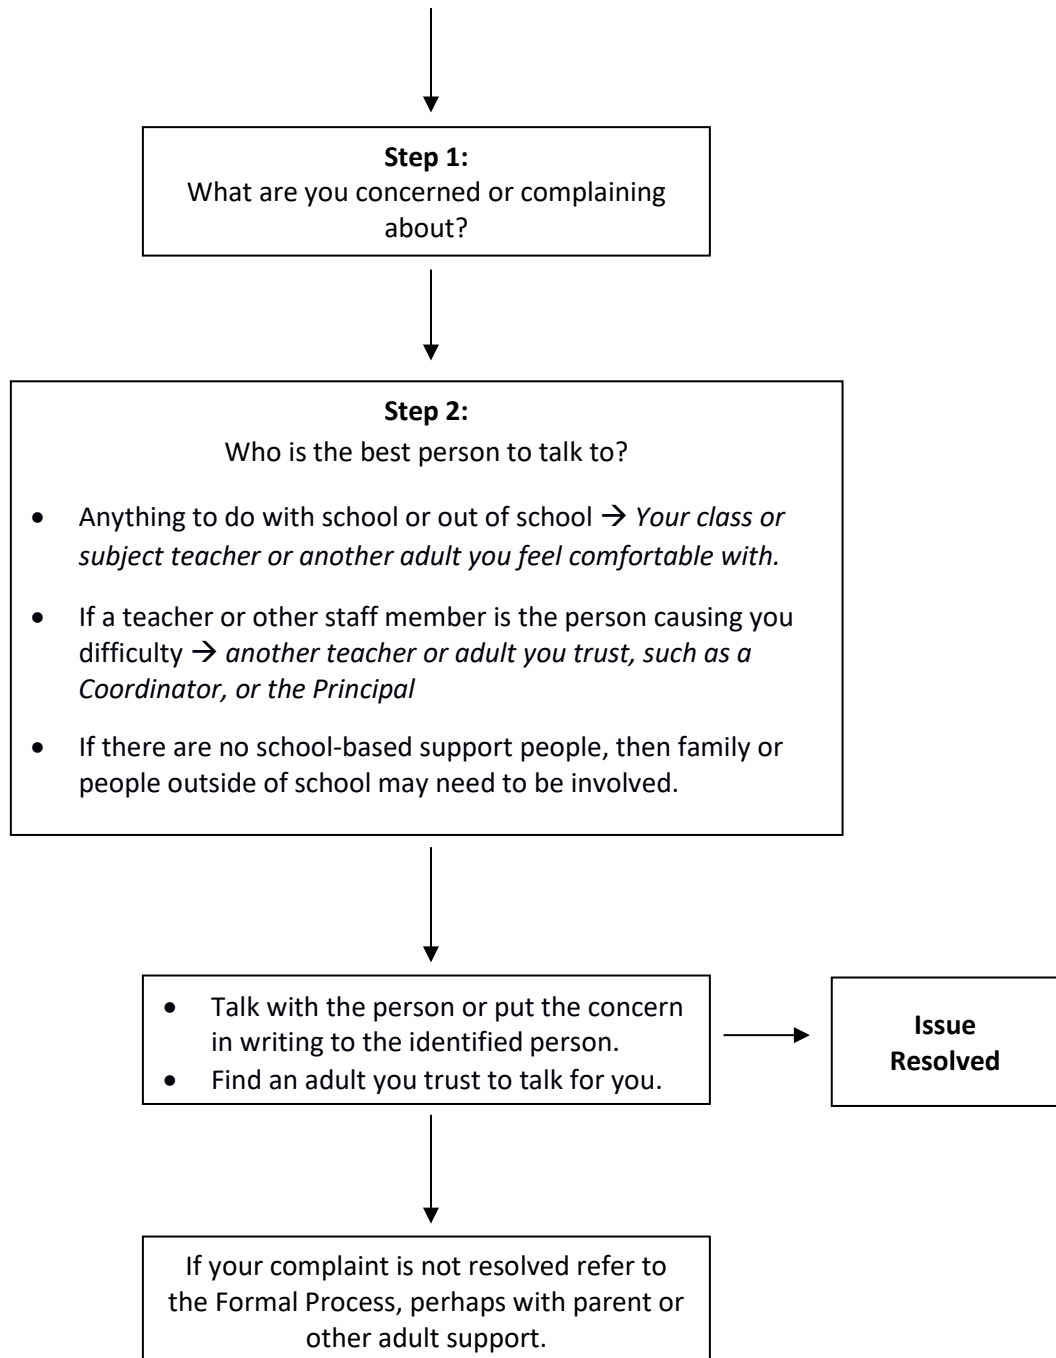 Step 1:
What are you concerned or complaining
about?
Step 2:
Who is the best person to talk to?
• Anything to do with school or out of school → Your class or
subject teacher or another adult you feel comfortable with.
• If a teacher or other staff member is the person causing you
difficulty → another teacher or adult you trust, such as a
Coordinator, or the Principal
• If there are no school-based support people, then family or
people outside of school may need to be involved.
• Talk with the person or put the concern
in writing to the identified person.
• Find an adult you trust to talk for you.
Issue
Resolved
If your complaint is not resolved refer to
the Formal Process, perhaps with parent or
other adult support.